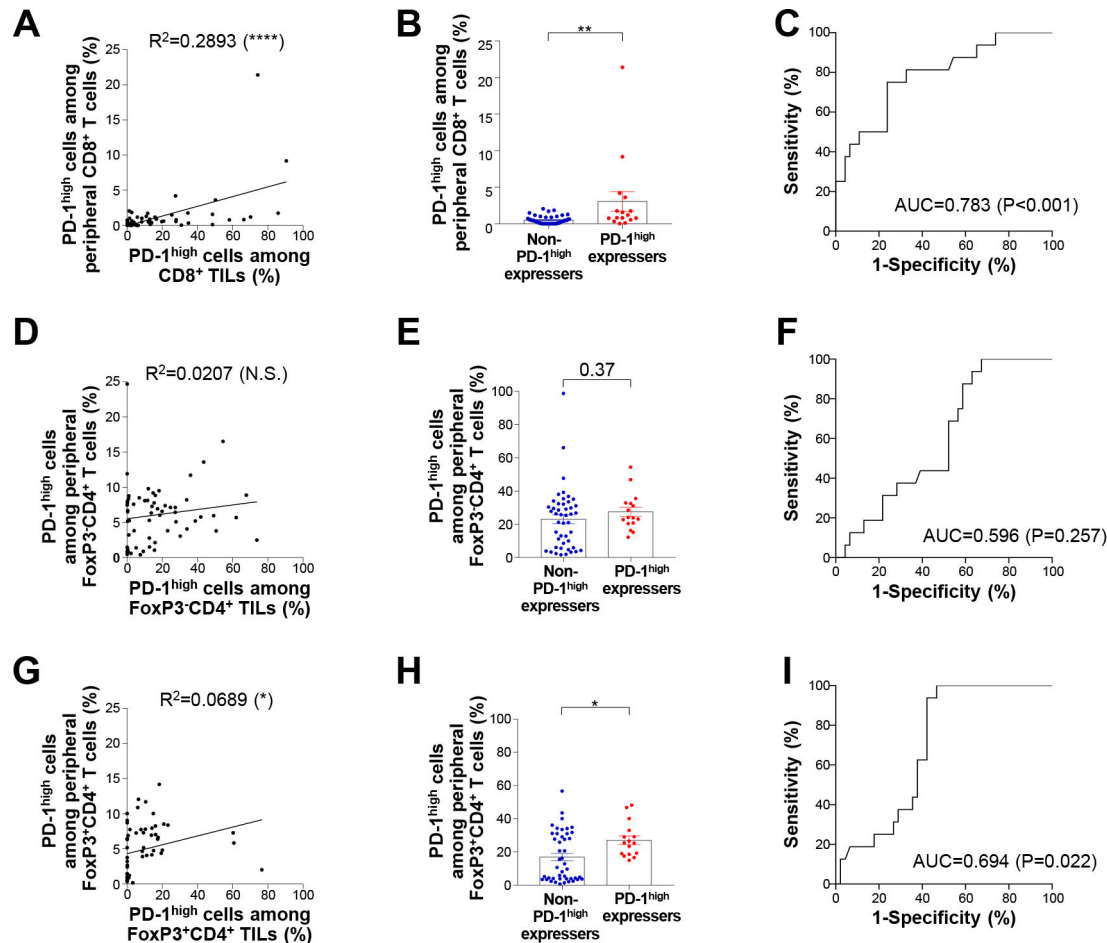 A
R²=0.2893 (****)
PD-1ʰⁱᵍʰ cells among
peripheral CD8⁺ T cells (%)
25
20
15
10
5
0
0 20 40 60 80 100
PD-1ʰⁱᵍʰ cells among
CD8⁺ TILs (%)
B
**
PD-1ʰⁱᵍʰ cells among
peripheral CD8⁺ T cells (%)
25
20
15
10
5
0
Non-
PD-1ʰⁱᵍʰ
expressers
PD-1ʰⁱᵍʰ
expressers
C
Sensitivity (%)
100
80
60
40
20
0
AUC=0.783 (P<0.001)
0 20 40 60 80 100
1-Specificity (%)
D
R²=0.0207 (N.S.)
PD-1ʰⁱᵍʰ cells
among peripheral
FoxP3⁻CD4⁺ T cells (%)
25
20
15
10
5
0
0 20 40 60 80 100
PD-1ʰⁱᵍʰ cells among
FoxP3⁻CD4⁺ TILs (%)
E
0.37
PD-1ʰⁱᵍʰ cells
among peripheral
FoxP3⁻CD4⁺ T cells (%)
100
80
60
40
20
0
Non-
PD-1ʰⁱᵍʰ
expressers
PD-1ʰⁱᵍʰ
expressers
F
Sensitivity (%)
100
80
60
40
20
0
AUC=0.596 (P=0.257)
0 20 40 60 80 100
1-Specificity (%)
G
R²=0.0689 (*)
PD-1ʰⁱᵍʰ cells
among peripheral
FoxP3⁺CD4⁺ T cells (%)
25
20
15
10
5
0
0 20 40 60 80 100
PD-1ʰⁱᵍʰ cells among
FoxP3⁺CD4⁺ TILs (%)
H
*
PD-1ʰⁱᵍʰ cells
among peripheral
FoxP3⁺CD4⁺ T cells (%)
100
80
60
40
20
0
Non-
PD-1ʰⁱᵍʰ
expressers
PD-1ʰⁱᵍʰ
expressers
I
Sensitivity (%)
100
80
60
40
20
0
AUC=0.694 (P=0.022)
0 20 40 60 80 100
1-Specificity (%)